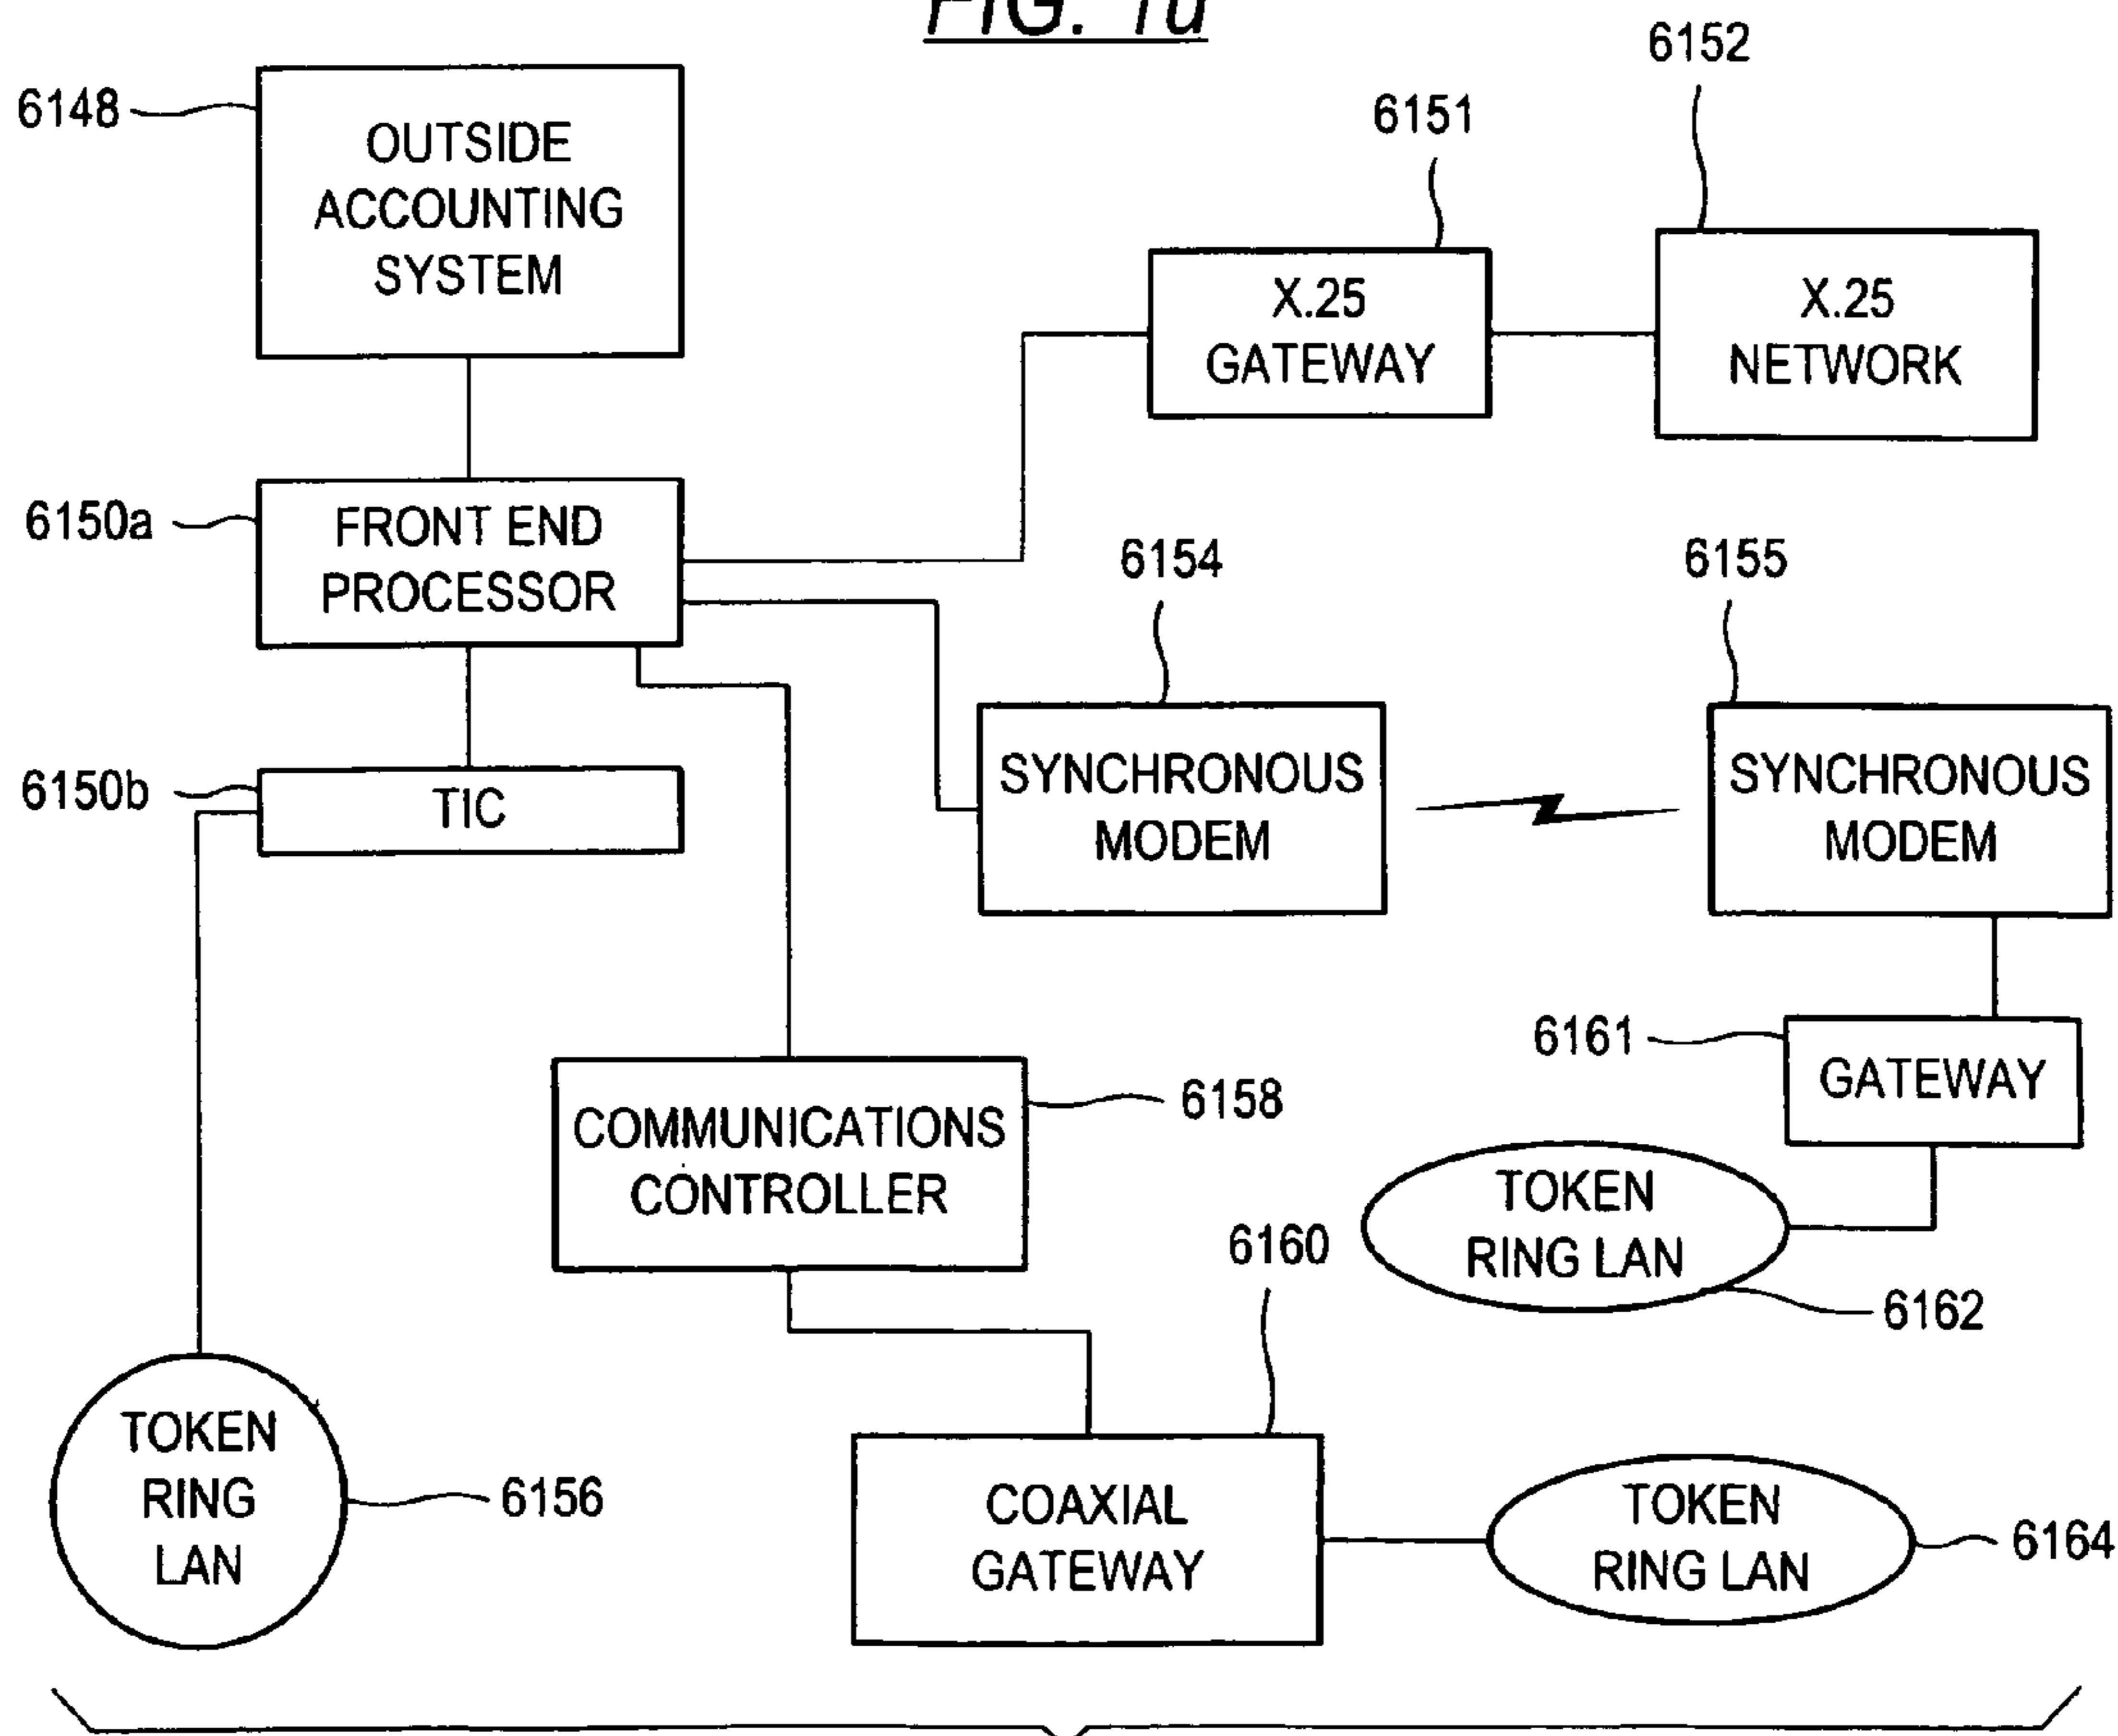 FIG. 1d
6152
6148
OUTSIDE
ACCOUNTING
SYSTEM
6151
X.25
GATEWAY
X.25
NETWORK
6150a
FRONT END
PROCESSOR
6154
6155
6150b
TIC
SYNCHRONOUS
MODEM
SYNCHRONOUS
MODEM
6161
GATEWAY
COMMUNICATIONS
CONTROLLER
6158
TOKEN
RING LAN
6160
6162
TOKEN
RING
LAN
6156
COAXIAL
GATEWAY
TOKEN
RING LAN
6164